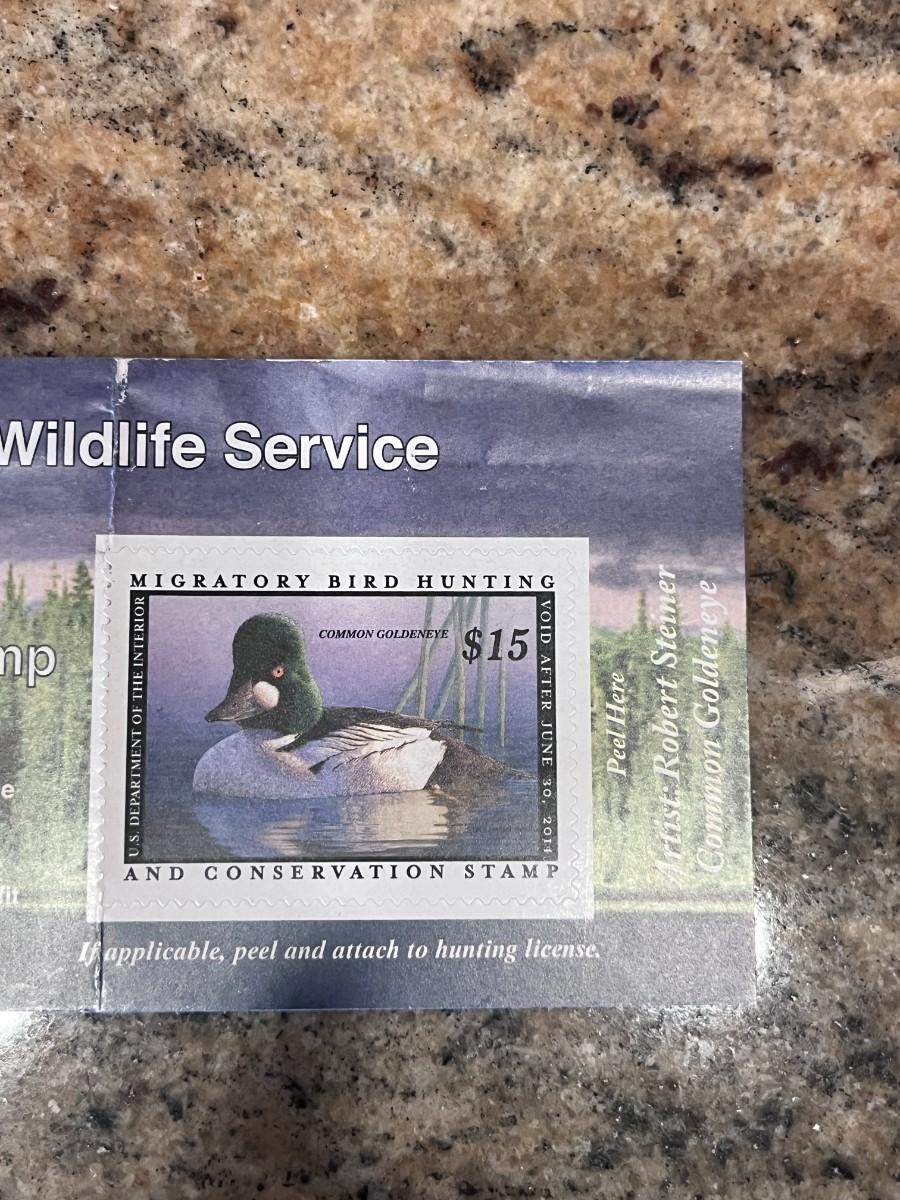 Wildlife Service
mp
e
fit
MIGRATORY BIRD HUNTING
U.S. DEPARTMENT OF THE INTERIOR
COMMON GOLDENEYE
$15
VOID AFTER JUNE 30, 2014
AND CONSERVATION STAMP
Peel Here
Artist: Robert Steiner
Common Goldeneye
If applicable, peel and attach to hunting license.